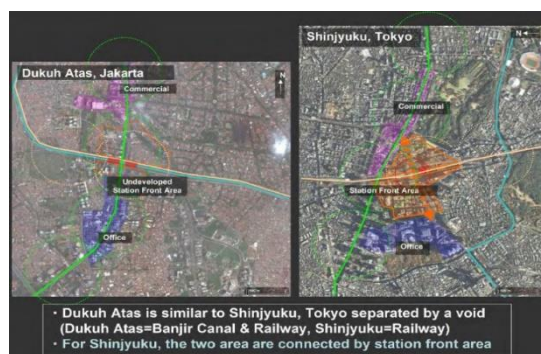 Dukuh Atas, Jakarta
N
Commercial
Undeveloped
Station Front Area
Office
Shinjyuku, Tokyo
N
Commercial
Station Front Area
Office
· Dukuh Atas is similar to Shinjyuku, Tokyo separated by a void
(Dukuh Atas=Banjir Canal & Railway, Shinjyuku=Railway)
· For Shinjyuku, the two area are connected by station front area